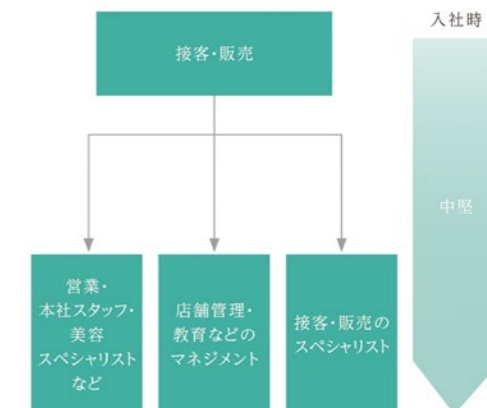 入社時
接客・販売
中堅
営業・
本社スタッフ・
美容
スペシャリスト
など
店舗管理・
教育などの
マネジメント
接客・販売の
スペシャリスト